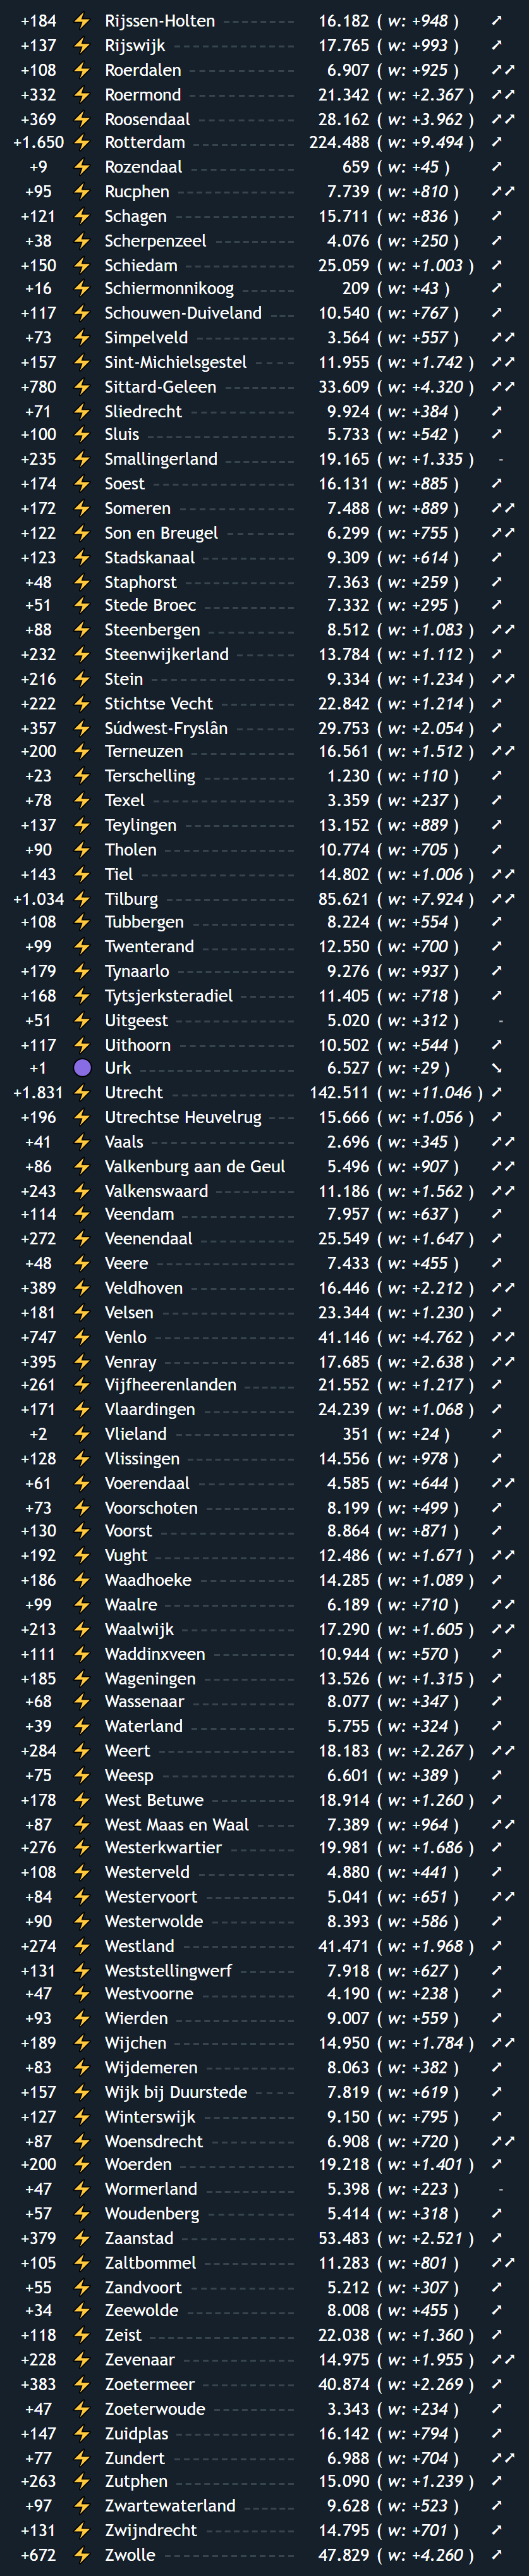 +184 ⚡ Rijssen-Holten 16.182 ( w: +948 ) ↗
+137 ⚡ Rijswijk 17.765 ( w: +993 ) ↗
+108 ⚡ Roerdalen 6.907 ( w: +925 ) ↗↗
+332 ⚡ Roermond 21.342 ( w: +2.367 ) ↗↗
+369 ⚡ Roosendaal 28.162 ( w: +3.962 ) ↗↗
+1.650 ⚡ Rotterdam 224.488 ( w: +9.494 ) ↗
+9 ⚡ Rozendaal 659 ( w: +45 ) ↗
+95 ⚡ Rucphen 7.739 ( w: +810 ) ↗↗
+121 ⚡ Schagen 15.711 ( w: +836 ) ↗
+38 ⚡ Scherpenzeel 4.076 ( w: +250 ) ↗
+150 ⚡ Schiedam 25.059 ( w: +1.003 ) ↗
+16 ⚡ Schiermonnikoog 209 ( w: +43 ) ↗
+117 ⚡ Schouwen-Duiveland 10.540 ( w: +767 ) ↗
+73 ⚡ Simpelveld 3.564 ( w: +557 ) ↗↗
+157 ⚡ Sint-Michielsgestel 11.955 ( w: +1.742 ) ↗↗
+780 ⚡ Sittard-Geleen 33.609 ( w: +4.320 ) ↗↗
+71 ⚡ Sliedrecht 9.924 ( w: +384 ) ↗
+100 ⚡ Sluis 5.733 ( w: +542 ) ↗
+235 ⚡ Smallingerland 19.165 ( w: +1.335 ) -
+174 ⚡ Soest 16.131 ( w: +885 ) ↗
+172 ⚡ Someren 7.488 ( w: +889 ) ↗↗
+122 ⚡ Son en Breugel 6.299 ( w: +755 ) ↗↗
+123 ⚡ Stadskanaal 9.309 ( w: +614 ) ↗
+48 ⚡ Staphorst 7.363 ( w: +259 ) ↗
+51 ⚡ Stede Broec 7.332 ( w: +295 ) ↗
+88 ⚡ Steenbergen 8.512 ( w: +1.083 ) ↗↗
+232 ⚡ Steenwijkerland 13.784 ( w: +1.112 ) ↗
+216 ⚡ Stein 9.334 ( w: +1.234 ) ↗↗
+222 ⚡ Stichtse Vecht 22.842 ( w: +1.214 ) ↗
+357 ⚡ Súdwest-Fryslân 29.753 ( w: +2.054 ) ↗
+200 ⚡ Terneuzen 16.561 ( w: +1.512 ) ↗↗
+23 ⚡ Terschelling 1.230 ( w: +110 ) ↗
+78 ⚡ Texel 3.359 ( w: +237 ) ↗
+137 ⚡ Teylingen 13.152 ( w: +889 ) ↗
+90 ⚡ Tholen 10.774 ( w: +705 ) ↗
+143 ⚡ Tiel 14.802 ( w: +1.006 ) ↗↗
+1.034 ⚡ Tilburg 85.621 ( w: +7.924 ) ↗↗
+108 ⚡ Tubbergen 8.224 ( w: +554 ) ↗
+99 ⚡ Twenterand 12.550 ( w: +700 ) ↗
+179 ⚡ Tynaarlo 9.276 ( w: +937 ) ↗
+168 ⚡ Tytsjerksteradiel 11.405 ( w: +718 ) ↗
+51 ⚡ Uitgeest 5.020 ( w: +312 ) -
+117 ⚡ Uithoorn 10.502 ( w: +544 ) ↗
+1 🟣 Urk 6.527 ( w: +29 ) ↘
+1.831 ⚡ Utrecht 142.511 ( w: +11.046 ) ↗
+196 ⚡ Utrechtse Heuvelrug 15.666 ( w: +1.056 ) ↗
+41 ⚡ Vaals 2.696 ( w: +345 ) ↗↗
+86 ⚡ Valkenburg aan de Geul 5.496 ( w: +907 ) ↗↗
+243 ⚡ Valkenswaard 11.186 ( w: +1.562 ) ↗↗
+114 ⚡ Veendam 7.957 ( w: +637 ) ↗
+272 ⚡ Veenendaal 25.549 ( w: +1.647 ) ↗
+48 ⚡ Veere 7.433 ( w: +455 ) ↗
+389 ⚡ Veldhoven 16.446 ( w: +2.212 ) ↗↗
+181 ⚡ Velsen 23.344 ( w: +1.230 ) ↗
+747 ⚡ Venlo 41.146 ( w: +4.762 ) ↗↗
+395 ⚡ Venray 17.685 ( w: +2.638 ) ↗↗
+261 ⚡ Vijfheerenlanden 21.552 ( w: +1.217 ) ↗
+171 ⚡ Vlaardingen 24.239 ( w: +1.068 ) ↗
+2 ⚡ Vlieland 351 ( w: +24 ) ↗
+128 ⚡ Vlissingen 14.556 ( w: +978 ) ↗
+61 ⚡ Voerendaal 4.585 ( w: +644 ) ↗↗
+73 ⚡ Voorschoten 8.199 ( w: +499 ) ↗
+130 ⚡ Voorst 8.864 ( w: +871 ) ↗
+192 ⚡ Vught 12.486 ( w: +1.671 ) ↗↗
+186 ⚡ Waadhoeke 14.285 ( w: +1.089 ) ↗
+99 ⚡ Waalre 6.189 ( w: +710 ) ↗↗
+213 ⚡ Waalwijk 17.290 ( w: +1.605 ) ↗↗
+111 ⚡ Waddinxveen 10.944 ( w: +570 ) ↗
+185 ⚡ Wageningen 13.526 ( w: +1.315 ) ↗
+68 ⚡ Wassenaar 8.077 ( w: +347 ) ↗
+39 ⚡ Waterland 5.755 ( w: +324 ) ↗
+284 ⚡ Weert 18.183 ( w: +2.267 ) ↗↗
+75 ⚡ Weesp 6.601 ( w: +389 ) ↗
+178 ⚡ West Betuwe 18.914 ( w: +1.260 ) ↗
+87 ⚡ West Maas en Waal 7.389 ( w: +964 ) ↗↗
+276 ⚡ Westerkwartier 19.981 ( w: +1.686 ) ↗
+108 ⚡ Westerveld 4.880 ( w: +441 ) ↗
+84 ⚡ Westervoort 5.041 ( w: +651 ) ↗↗
+90 ⚡ Westerwolde 8.393 ( w: +586 ) ↗
+274 ⚡ Westland 41.471 ( w: +1.968 ) ↗
+131 ⚡ Weststellingwerf 7.918 ( w: +627 ) ↗
+47 ⚡ Westvoorne 4.190 ( w: +238 ) ↗
+93 ⚡ Wierden 9.007 ( w: +559 ) ↗
+189 ⚡ Wijchen 14.950 ( w: +1.784 ) ↗↗
+83 ⚡ Wijdemeren 8.063 ( w: +382 ) ↗
+157 ⚡ Wijk bij Duurstede 7.819 ( w: +619 ) ↗
+127 ⚡ Winterswijk 9.150 ( w: +795 ) ↗
+87 ⚡ Woensdrecht 6.908 ( w: +720 ) ↗↗
+200 ⚡ Woerden 19.218 ( w: +1.401 ) ↗
+47 ⚡ Wormerland 5.398 ( w: +223 ) -
+57 ⚡ Woudenberg 5.414 ( w: +318 ) ↗
+379 ⚡ Zaanstad 53.483 ( w: +2.521 ) ↗
+105 ⚡ Zaltbommel 11.283 ( w: +801 ) ↗↗
+55 ⚡ Zandvoort 5.212 ( w: +307 ) ↗
+34 ⚡ Zeewolde 8.008 ( w: +455 ) ↗
+118 ⚡ Zeist 22.038 ( w: +1.360 ) ↗
+228 ⚡ Zevenaar 14.975 ( w: +1.955 ) ↗↗
+383 ⚡ Zoetermeer 40.874 ( w: +2.269 ) ↗
+47 ⚡ Zoeterwoude 3.343 ( w: +234 ) ↗
+147 ⚡ Zuidplas 16.142 ( w: +794 ) ↗
+77 ⚡ Zundert 6.988 ( w: +704 ) ↗↗
+263 ⚡ Zutphen 15.090 ( w: +1.239 ) ↗
+97 ⚡ Zwartewaterland 9.628 ( w: +523 ) ↗
+131 ⚡ Zwijndrecht 14.795 ( w: +701 ) ↗
+672 ⚡ Zwolle 47.829 ( w: +4.260 ) ↗